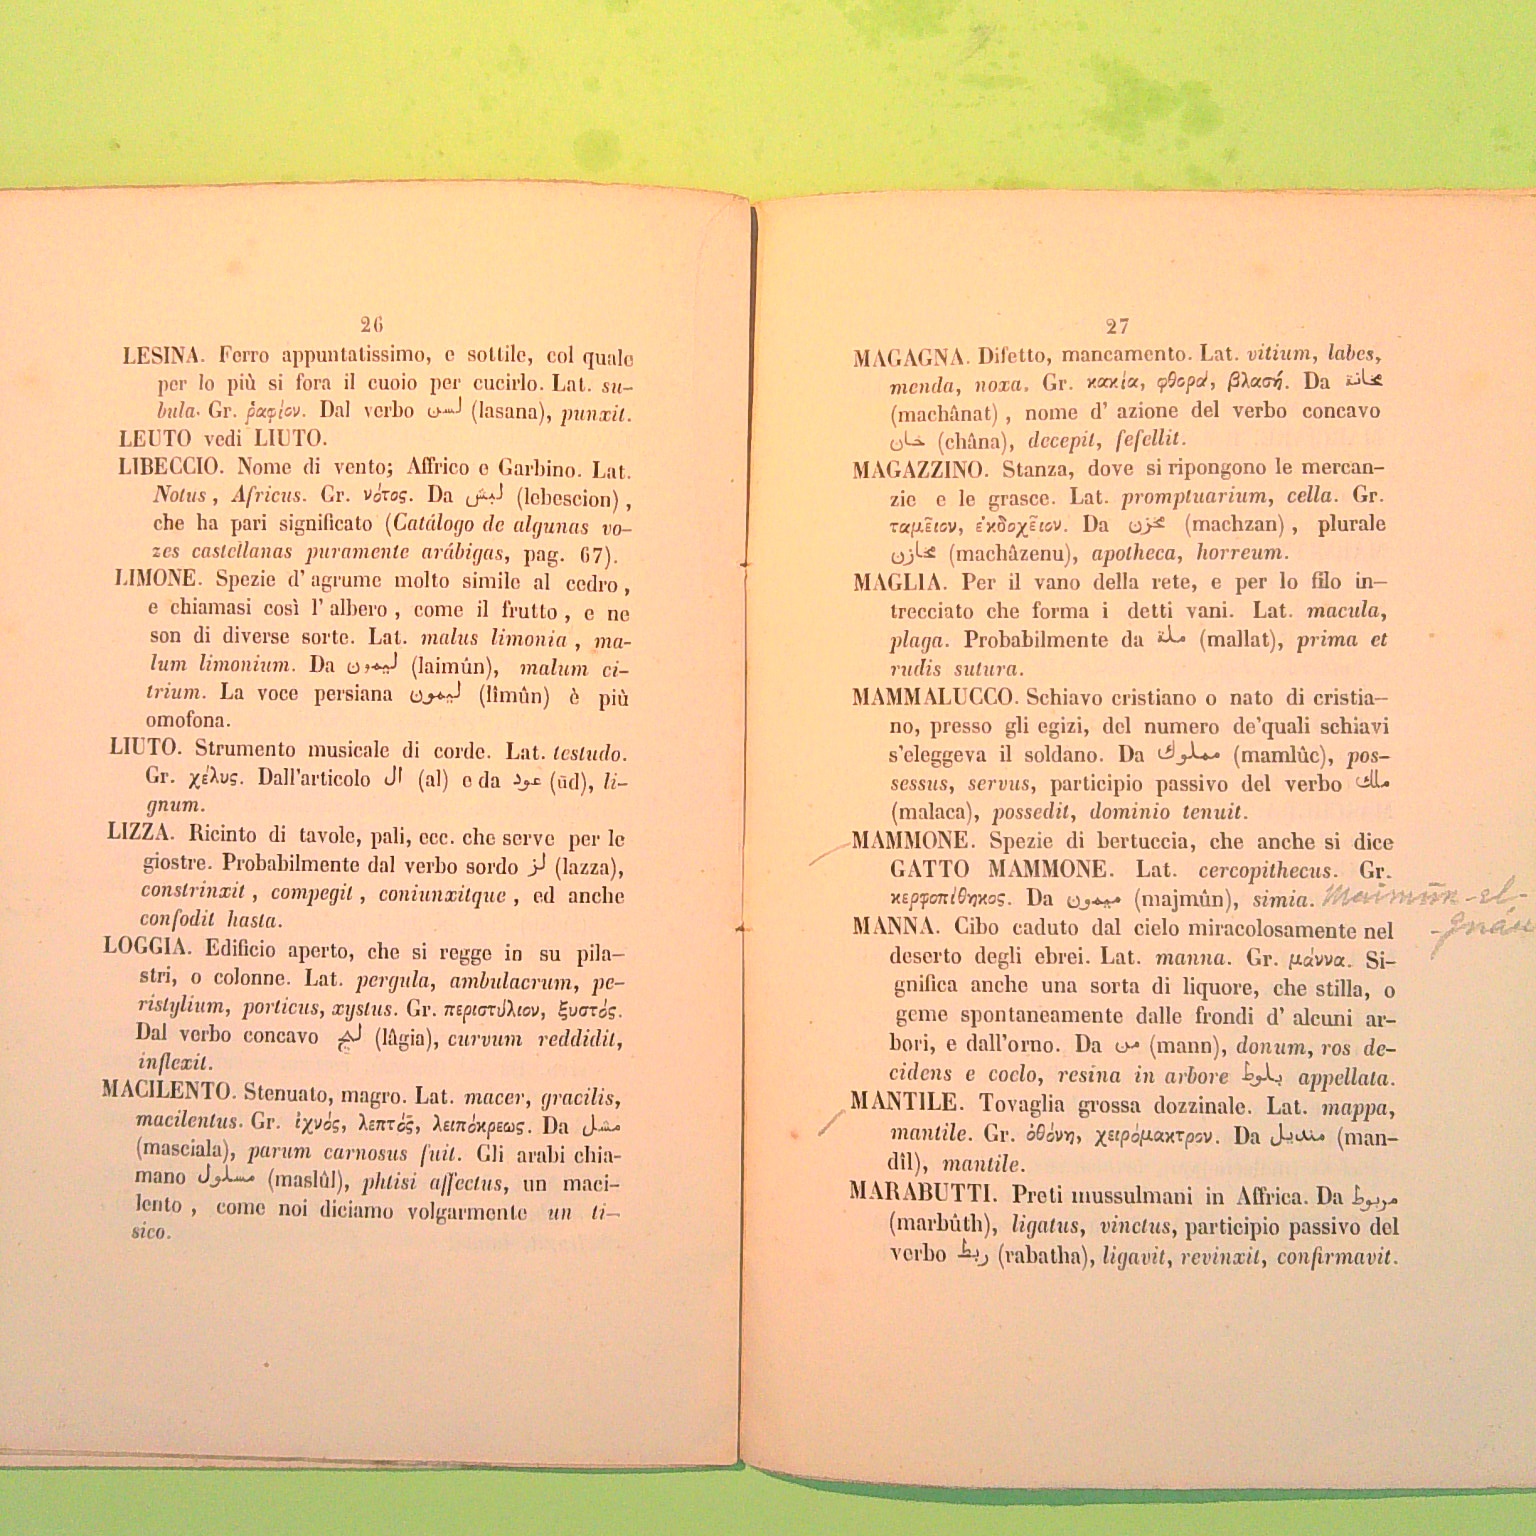 26
LESINA. Ferro appuntatissimo, e sottile, col quale
per lo più si fora il cuoio per cucirlo. Lat. su-
bula. Gr. ῥαφίον. Dal verbo لسن (lasana), punxit.
LEUTO vedi LIUTO.
LIBECCIO. Nome di vento; Affrico e Garbino. Lat.
Notus, Africus. Gr. νότος. Da لبش (lebescion),
che ha pari significato (Catálogo de algunas vo-
zes castellanas puramente arábigas, pag. 67).
LIMONE. Spezie d' agrume molto simile al cedro,
e chiamasi così l' albero, come il frutto, e ne
son di diverse sorte. Lat. malus limonia, ma-
lum limonium. Da ليمون (laimûn), malum ci-
trium. La voce persiana ليمون (lîmûn) è più
omofona.
LIUTO. Strumento musicale di corde. Lat. testudo.
Gr. χέλυς. Dall'articolo ال (al) e da عود (ūd), li-
gnum.
LIZZA. Ricinto di tavole, pali, ecc. che serve per le
giostre. Probabilmente dal verbo sordo لز (lazza),
constrinxit, compegit, coniunxitque, ed anche
confodit hasta.
LOGGIA. Edificio aperto, che si regge in su pila-
stri, o colonne. Lat. pergula, ambulacrum, pe-
ristylium, porticus, xystus. Gr. περιστύλιον, ξυστός.
Dal verbo concavo (lâgia), curvum reddidit,
inflexit.
MACILENTO. Stenuato, magro. Lat. macer, gracilis,
macilentus. Gr. ἰχνός, λεπτός, λειπόκρεως. Da مشل
(masciala), parum carnosus fuit. Gli arabi chia-
mano مسلول (maslûl), phtisi affectus, un maci-
lento, come noi diciamo volgarmente un ti-
sico.
27
MAGAGNA. Difetto, mancamento. Lat. vitium, labes,
menda, noxa. Gr. κακία, φθορά, βλασή. Da مخانة
(machânat), nome d' azione del verbo concavo
خان (châna), decepit, fefellit.
MAGAZZINO. Stanza, dove si ripongono le mercan-
zie e le grasce. Lat. promptuarium, cella. Gr.
ταμεῖον, ἐκδοχεῖον. Da مخزن (machzan), plurale
مخازن (machâzenu), apotheca, horreum.
MAGLIA. Per il vano della rete, e per lo filo in-
trecciato che forma i detti vani. Lat. macula,
plaga. Probabilmente da ملة (mallat), prima et
rudis sutura.
MAMMALUCCO. Schiavo cristiano o nato di cristia-
no, presso gli egizi, del numero de'quali schiavi
s'eleggeva il soldano. Da مملوك (mamlûc), pos-
sessus, servus, participio passivo del verbo ملك
(malaca), possedit, dominio tenuit.
MAMMONE. Spezie di bertuccia, che anche si dice
GATTO MAMMONE. Lat. cercopithecus. Gr.
κερφοπίθηκος. Da ميمون (majmûn), simia. Maimūn-el-
MANNA. Cibo caduto dal cielo miracolosamente nel
deserto degli ebrei. Lat. manna. Gr. μάννα. Si-
gnifica anche una sorta di liquore, che stilla, o
geme spontaneamente dalle frondi d' alcuni ar-
bori, e dall'orno. Da من (mann), donum, ros de-
cidens e coelo, resina in arbore بلوط appellata.
MANTILE. Tovaglia grossa dozzinale. Lat. mappa,
mantile. Gr. ὀθόνη, χειρόμακτρον. Da منديل (man-
dîl), mantile.
MARABUTTI. Preti mussulmani in Affrica. Da مربوط
(marbûth), ligatus, vinctus, participio passivo del
verbo ربط (rabatha), ligavit, revinxit, confirmavit.